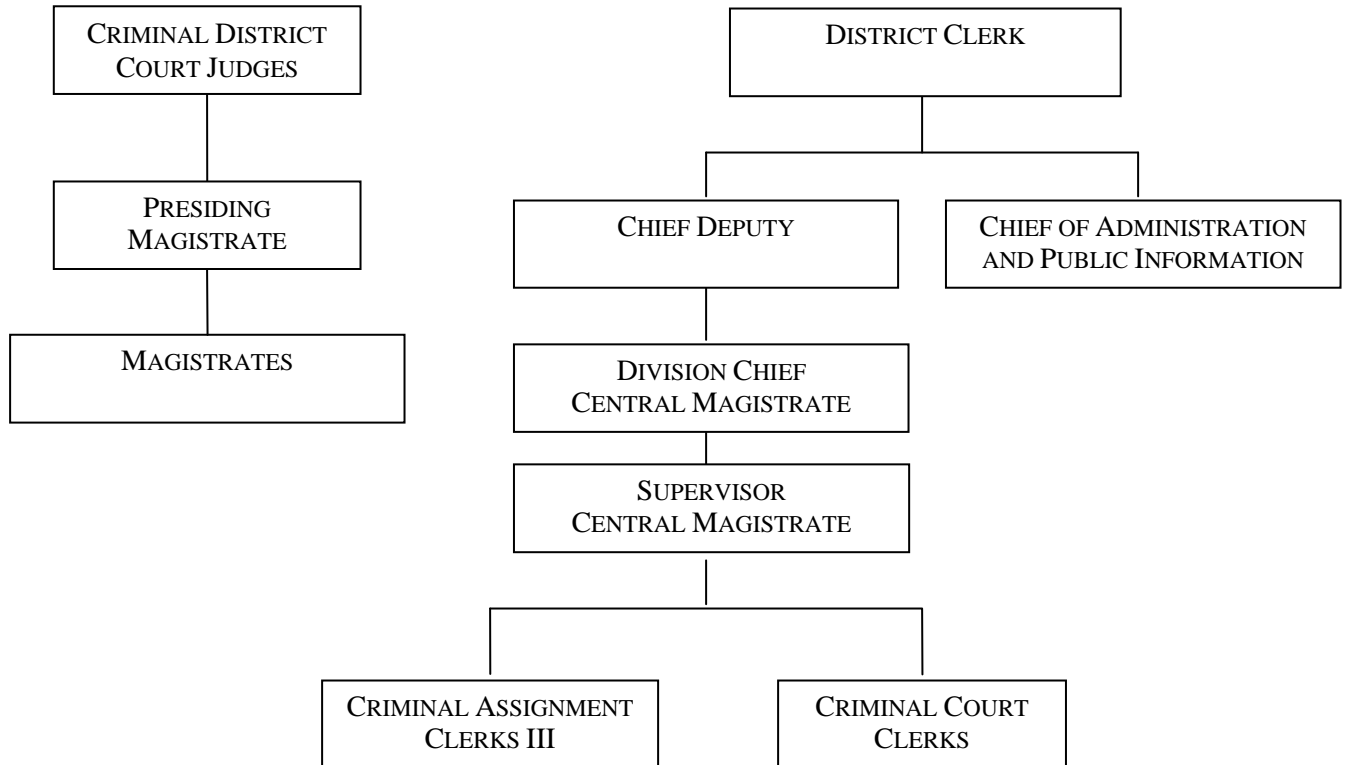 CRIMINAL DISTRICT
COURT JUDGES
DISTRICT CLERK
PRESIDING
MAGISTRATE
CHIEF DEPUTY
CHIEF OF ADMINISTRATION
AND PUBLIC INFORMATION
MAGISTRATES
DIVISION CHIEF
CENTRAL MAGISTRATE
SUPERVISOR
CENTRAL MAGISTRATE
CRIMINAL ASSIGNMENT
CLERKS III
CRIMINAL COURT
CLERKS